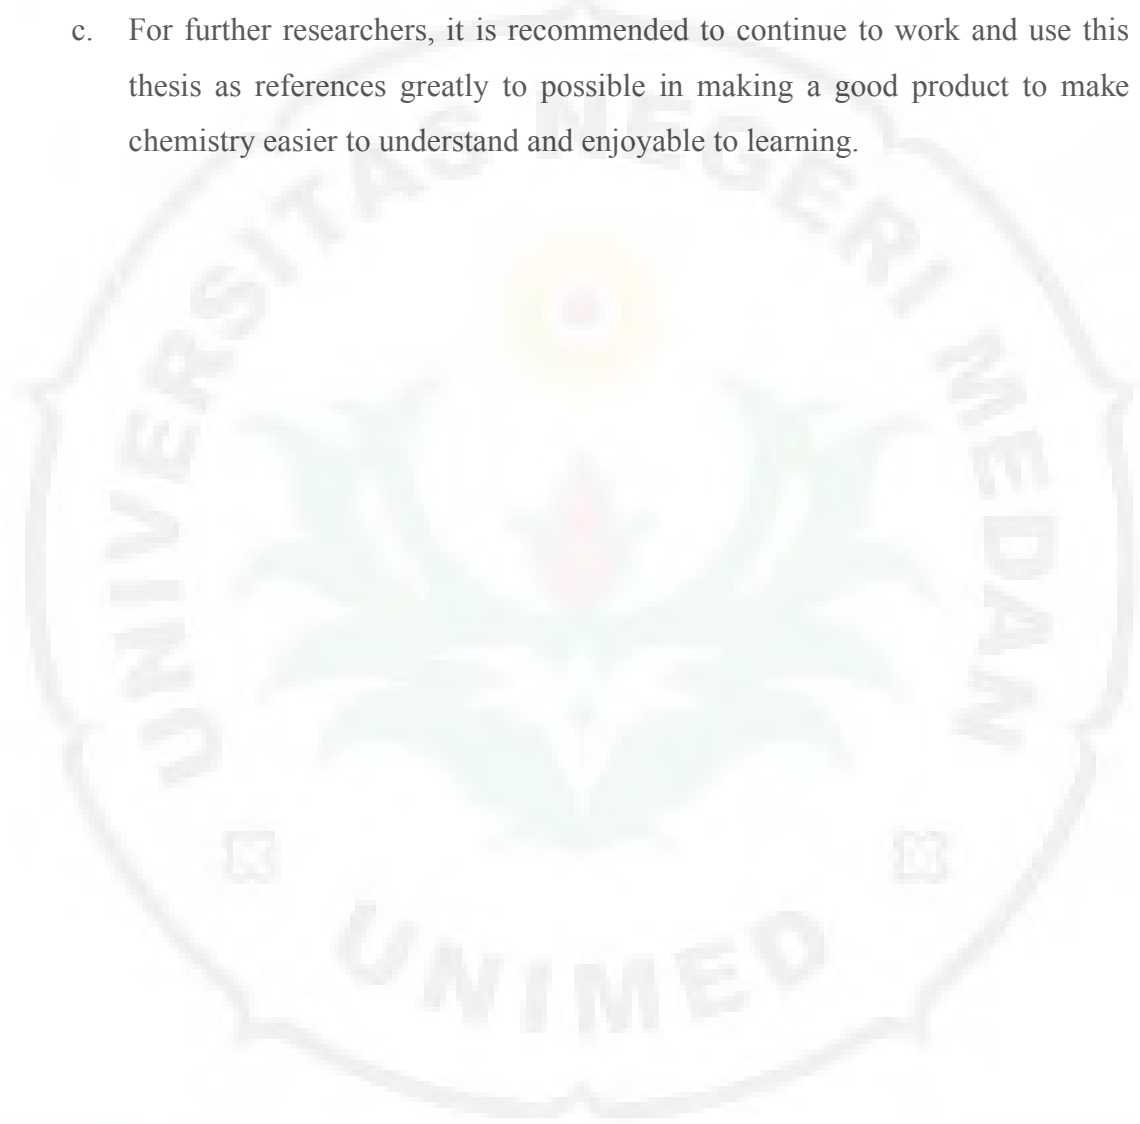 c. For further researchers, it is recommended to continue to work and use this
thesis as references greatly to possible in making a good product to make
chemistry easier to understand and enjoyable to learning.
UNIVERSITAS NEGERI MEDAN
UNIMED